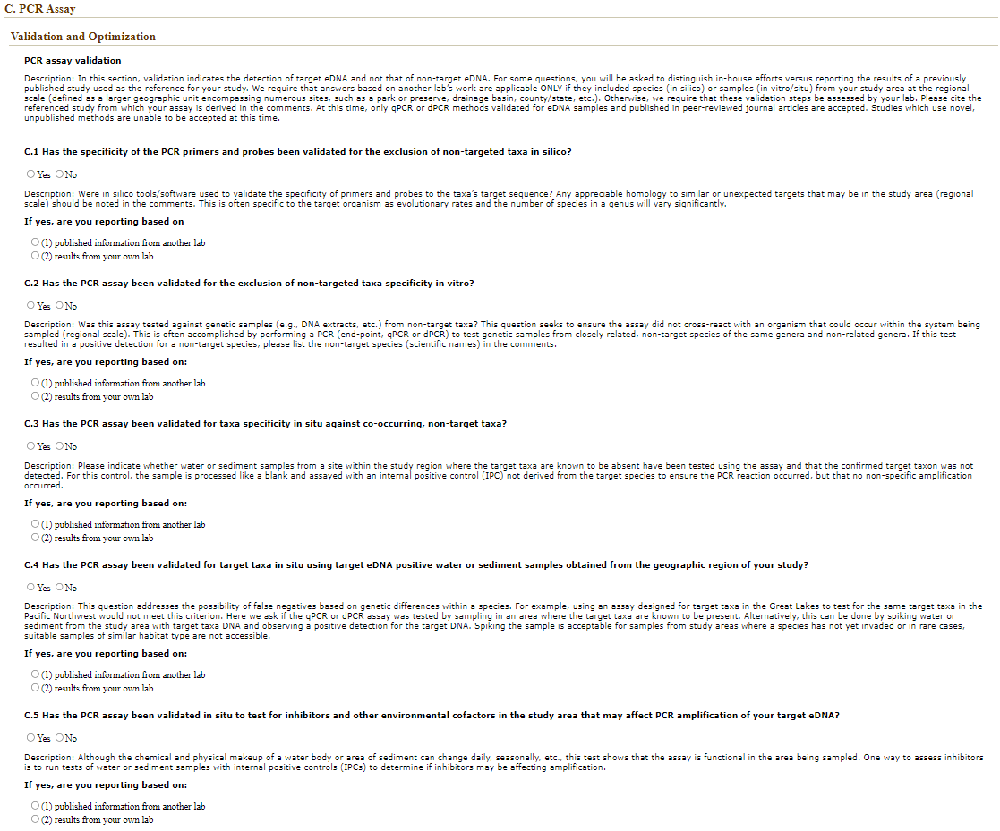 C. PCR Assay
Validation and Optimization
PCR assay validation
Description: In this section, validation indicates the detection of target eDNA and not that of non-target eDNA. For some questions, you will be asked to distinguish in-house efforts versus reporting the results of a previously
published study used as the reference for your study. We require that answers based on another lab's work are applicable ONLY if they included species (in silico) or samples (in vitro/situ) from your study area at the regional
scale (defined as a larger geographic unit encompassing numerous sites, such as a park or preserve, drainage basin, county/state, etc.). Otherwise, we require that these validation steps be assessed by your lab. Please cite the
referenced study from which your assay is derived in the comments. At this time, only qPCR or dPCR methods validated for eDNA samples and published in peer-reviewed journal articles are accepted. Studies which use novel,
unpublished methods are unable to be accepted at this time.
C.1 Has the specificity of the PCR primers and probes been validated for the exclusion of non-targeted taxa in silico?
Yes No
Description: Were in silico tools/software used to validate the specificity of primers and probes to the taxa's target sequence? Any appreciable homology to similar or unexpected targets that may be in the study area (regional
scale) should be noted in the comments. This is often specific to the target organism as evolutionary rates and the number of species in a genus will vary significantly.
If yes, are you reporting based on
(1) published information from another lab
(2) results from your own lab
C.2 Has the PCR assay been validated for the exclusion of non-targeted taxa specificity in vitro?
Yes No
Description: Was this assay tested against genetic samples (e.g., DNA extracts, etc.) from non-target taxa? This question seeks to ensure the assay did not cross-react with an organism that could occur within the system being
sampled (regional scale). This is often accomplished by performing a PCR (end-point, qPCR or dPCR) to test genetic samples from closely related, non-target species of the same genera and non-related genera. If this test
resulted in a positive detection for a non-target species, please list the non-target species (scientific names) in the comments.
If yes, are you reporting based on:
(1) published information from another lab
(2) results from your own lab
C.3 Has the PCR assay been validated for taxa specificity in situ against co-occurring, non-target taxa?
Yes No
Description: Please indicate whether water or sediment samples from a site within the study region where the target taxa are known to be absent have been tested using the assay and that the confirmed target taxon was not
detected. For this control, the sample is processed like a blank and assayed with an internal positive control (IPC) not derived from the target species to ensure the PCR reaction occurred, but that no non-specific amplification
occurred.
If yes, are you reporting based on:
(1) published information from another lab
(2) results from your own lab
C.4 Has the PCR assay been validated for target taxa in situ using target eDNA positive water or sediment samples obtained from the geographic region of your study?
Yes No
Description: This question addresses the possibility of false negatives based on genetic differences within a species. For example, using an assay designed for target taxa in the Great Lakes to test for the same target taxa in the
Pacific Northwest would not meet this criterion. Here we ask if the qPCR or dPCR assay was tested by sampling in an area where the target taxa are known to be present. Alternatively, this can be done by spiking water or
sediment from the study area with target taxa DNA and observing a positive detection for the target DNA. Spiking the sample is acceptable for samples from study areas where a species has not yet invaded or in rare cases,
suitable samples of similar habitat type are not accessible.
If yes, are you reporting based on:
(1) published information from another lab
(2) results from your own lab
C.5 Has the PCR assay been validated in situ to test for inhibitors and other environmental cofactors in the study area that may affect PCR amplification of your target eDNA?
Yes No
Description: Although the chemical and physical makeup of a water body or area of sediment can change daily, seasonally, etc., this test shows that the assay is functional in the area being sampled. One way to assess inhibitors
is to run tests of water or sediment samples with internal positive controls (IPCs) to determine if inhibitors may be affecting amplification.
If yes, are you reporting based on:
(1) published information from another lab
(2) results from your own lab